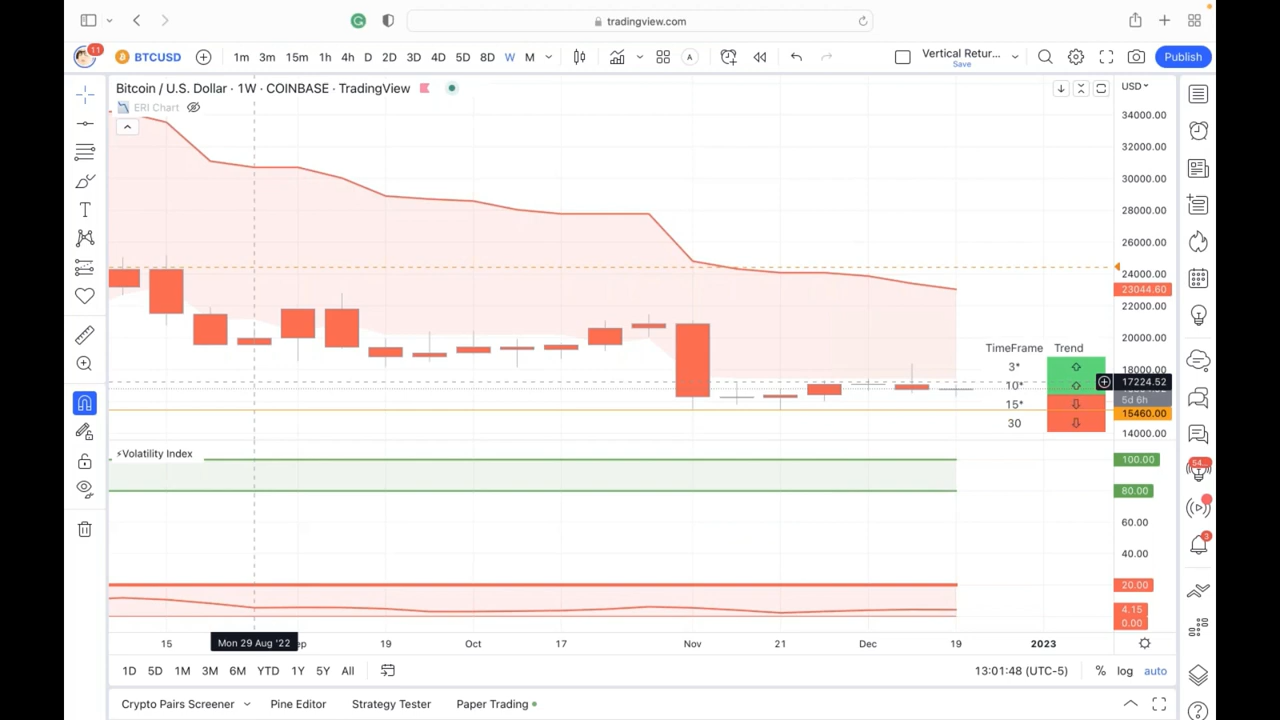 tradingview.com
11
BTCUSD
1m 3m 15m 1h 4h D 2D 3D 4D 5D 8D W M
A
Vertical Retur...
Save
Publish
Bitcoin / U.S. Dollar · 1W · COINBASE · TradingView
USD
ERI Chart
34000.00
32000.00
30000.00
28000.00
26000.00
24000.00
23044.60
22000.00
20000.00
TimeFrame Trend
3*
18000.00
10*
17224.52
5d 6h
15*
15460.00
30
14000.00
⚡Volatility Index
100.00
80.00
60.00
40.00
20.00
4.15
0.00
54...
3
15 Mon 29 Aug '22 ep 19 Oct 17 Nov 21 Dec 19 2023
1D 5D 1M 3M 6M YTD 1Y 5Y All
13:01:48 (UTC-5) % log auto
Crypto Pairs Screener Pine Editor Strategy Tester Paper Trading